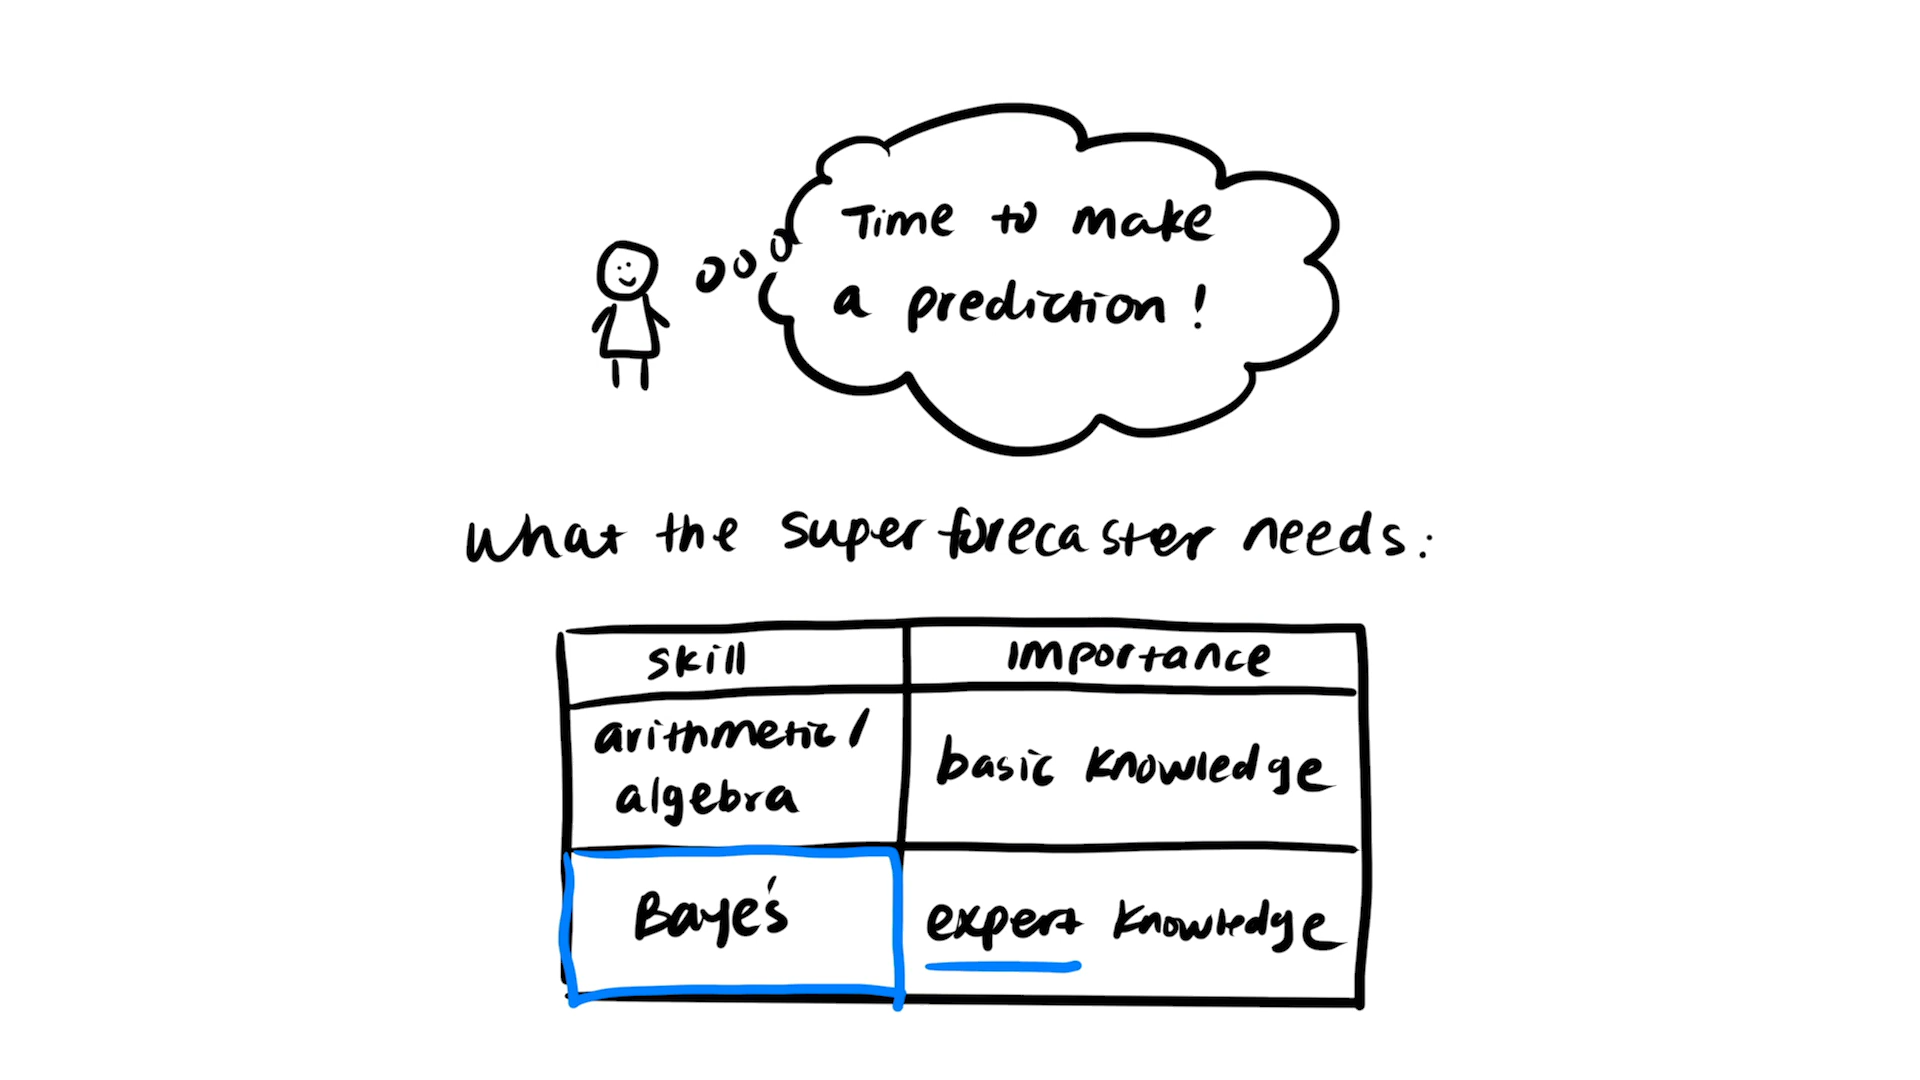 Time to make
a prediction!
What the superforecaster needs:
skill
importance
arithmetic/
algebra
basic knowledge
Baye's
expert knowledge